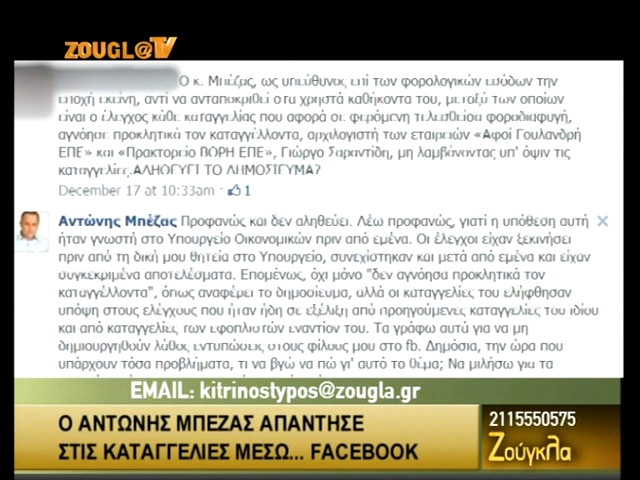 ZOUGL@TV
Ο κ. Μπέζας, ως υπεύθυνος επί των φορολογικών εσόδων την
εποχή εκείνη, αντί να ανταποκριθεί στα χρηστά καθήκοντα του, μεταξύ των οποίων
είναι ο έλεγχος κάθε καταγγελίας που αφορά σε φερόμενη τελεσθείσα φοροδιαφυγή,
αγνόησε προκλητικά τον καταγγέλλοντα, αρχιλογιστή των εταιρειών «Αφοί Γουλανδρή
ΕΠΕ» και «Πρακτορείο ΒΟΡΗ ΕΠΕ», Γιώργο Σαραντίδη, μη λαμβάνοντας υπ' όψιν τις
καταγγελίες.ΑΛΗΘΕΥΕΙ ΤΟ ΔΗΜΟΣΙΕΥΜΑ?
December 17 at 10:33am · 1
Αντώνης Μπέζας Προφανώς και δεν αληθεύει. Λέω προφανώς, γιατί η υπόθεση αυτή
ήταν γνωστή στο Υπουργείο Οικονομικών πριν από εμένα. Οι έλεγχοι είχαν ξεκινήσει
πριν από τη δική μου θητεία στο Υπουργείο, συνεχίστηκαν και μετά από εμένα και είχαν
συγκεκριμένα αποτελέσματα. Επομένως, όχι μόνο "δεν αγνόησα προκλητικά τον
καταγγέλλοντα", όπως αναφέρει το δημοσίευμα, αλλά οι καταγγελίες του ελήφθησαν
υπόψη στους ελέγχους που ήταν ήδη σε εξέλιξη από προηγούμενες καταγγελίες του ιδίου
και από καταγγελίες των εφοπλιστών εναντίον του. Τα γράφω αυτά για να μη
δημιουργηθούν λάθος εντυπώσεις στους φίλους μου στο fb. Δημόσια, την ώρα που
υπάρχουν τόσα προβλήματα, τι να βγώ να πώ γι' αυτό το θέμα; Να μιλήσω για τα
EMAIL: kitrinostypos@zougla.gr
Ο ΑΝΤΩΝΗΣ ΜΠΕΖΑΣ ΑΠΑΝΤΗΣΕ
ΣΤΙΣ ΚΑΤΑΓΓΕΛΙΕΣ ΜΕΣΩ... FACEBOOK
2115550575
Ζούγκλα